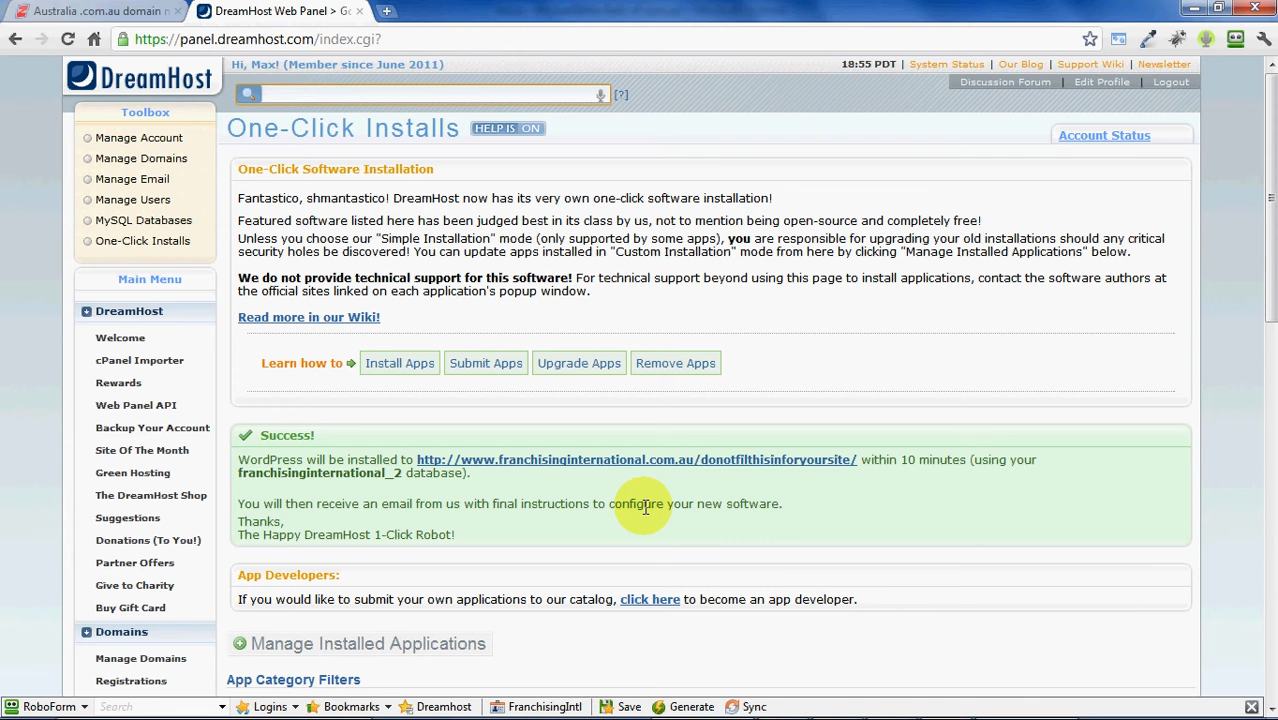 Australia .com.au domain n
DreamHost Web Panel > Go
https://panel.dreamhost.com/index.cgi?
DreamHost
Hi, Max! (Member since June 2011)
18:55 PDT | System Status | Our Blog | Support Wiki | Newsletter
Discussion Forum | Edit Profile | Logout
[?]
Toolbox
Manage Account
Manage Domains
Manage Email
Manage Users
MySQL Databases
One-Click Installs
Main Menu
DreamHost
Welcome
cPanel Importer
Rewards
Web Panel API
Backup Your Account
Site Of The Month
Green Hosting
The DreamHost Shop
Suggestions
Donations (To You!)
Partner Offers
Give to Charity
Buy Gift Card
Domains
Manage Domains
Registrations
One-Click Installs HELP IS ON
Account Status
One-Click Software Installation
Fantastico, shmantastico! DreamHost now has its very own one-click software installation!
Featured software listed here has been judged best in its class by us, not to mention being open-source and completely free!
Unless you choose our "Simple Installation" mode (only supported by some apps), you are responsible for upgrading your old installations should any critical
security holes be discovered! You can update apps installed in "Custom Installation" mode from here by clicking "Manage Installed Applications" below.
We do not provide technical support for this software! For technical support beyond using this page to install applications, contact the software authors at
the official sites linked on each application's popup window.
Read more in our Wiki!
Learn how to Install Apps Submit Apps Upgrade Apps Remove Apps
Success!
WordPress will be installed to http://www.franchisinginternational.com.au/donotfilthisinforyoursite/ within 10 minutes (using your
franchisinginternational_2 database).
You will then receive an email from us with final instructions to configure your new software.
Thanks,
The Happy DreamHost 1-Click Robot!
App Developers:
If you would like to submit your own applications to our catalog, click here to become an app developer.
Manage Installed Applications
App Category Filters
RoboForm Search Logins Bookmarks Dreamhost FranchisingIntl Save Generate Sync